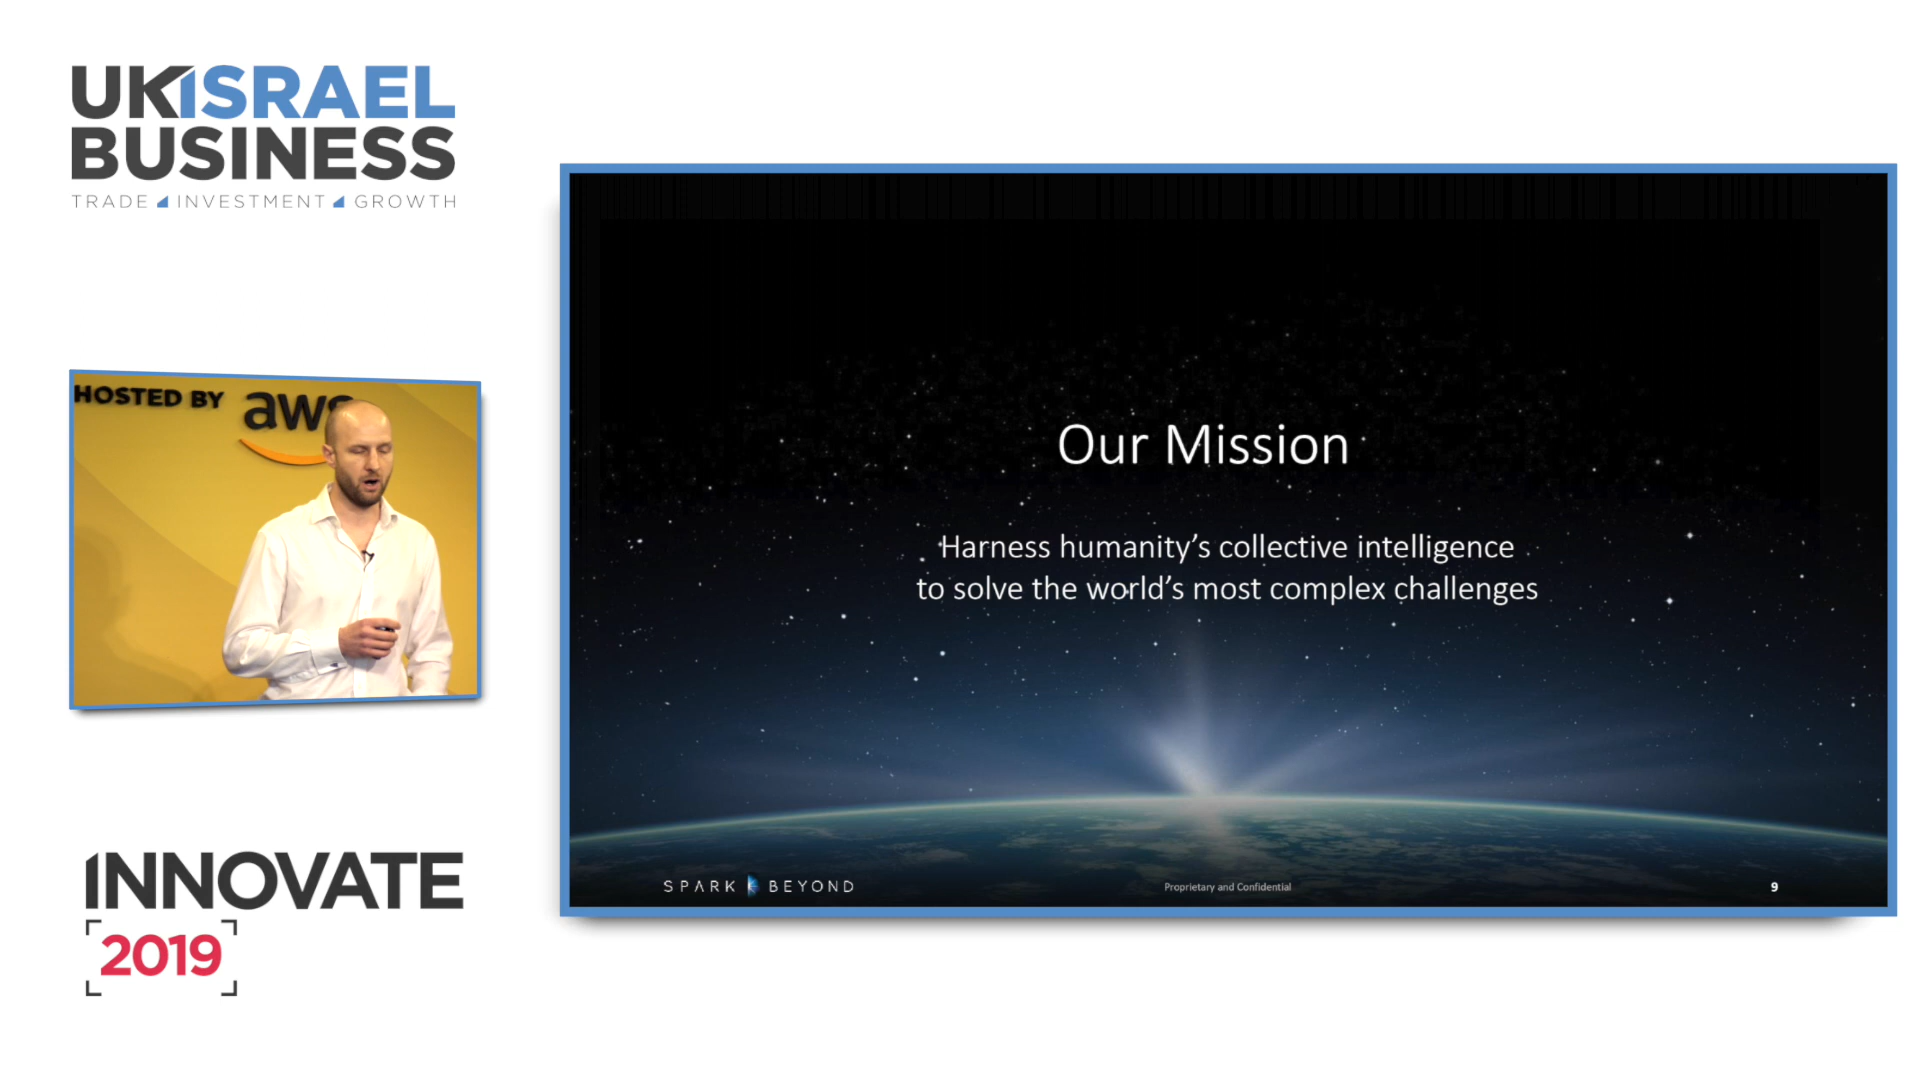 UKISRAEL
BUSINESS
TRADE INVESTMENT GROWTH
HOSTED BY aws
INNOVATE
2019
Our Mission
Harness humanity’s collective intelligence
to solve the world’s most complex challenges
SPARK BEYOND
Proprietary and Confidential
9